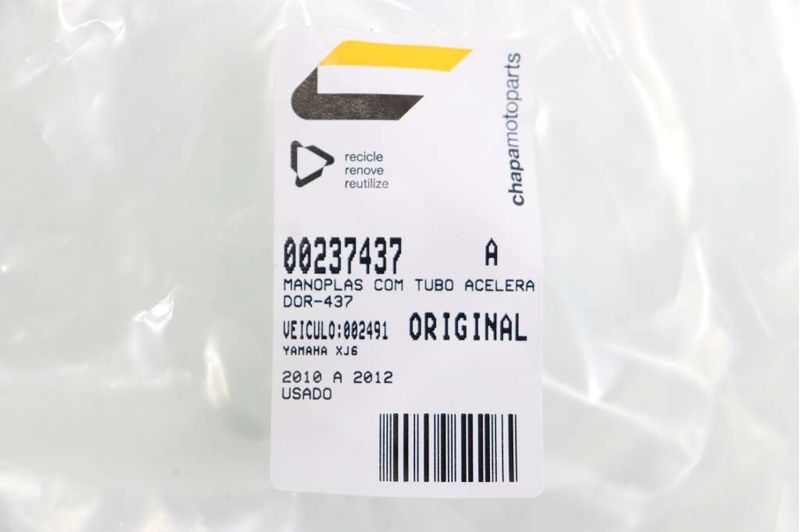 chapamotoparts
recicle
renove
reutilize
00237437 A
MANOPLAS COM TUBO ACELERA
DOR-437
VEICULO:002491 ORIGINAL
YAMAHA XJ6
2010 A 2012
USADO